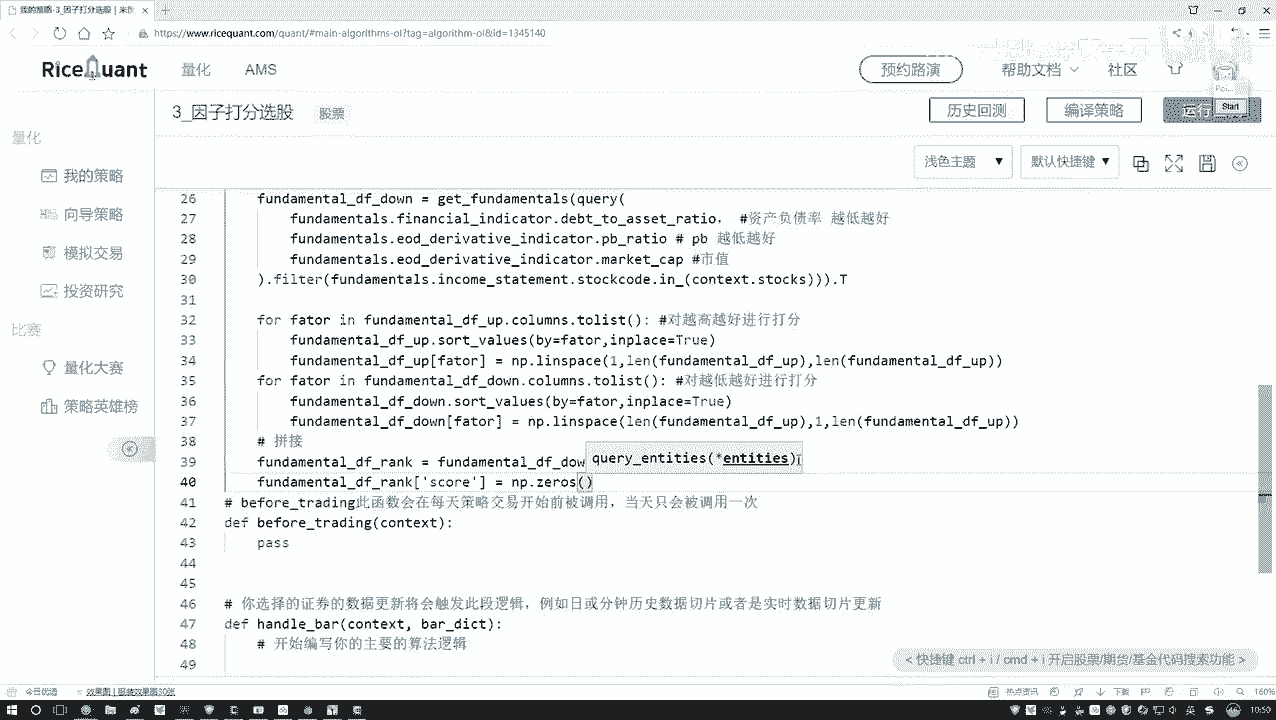 我的策略-3_因子打分选股 | 米
https://www.ricequant.com/quant/#main-algorithms-ol?tag=algorithm-ol&id=1345140
RiceQuant 量化 AMS 预约路演 帮助文档 社区
3_因子打分选股 股票 历史回测 编译策略 运行 Start
浅色主题 默认快捷键
量化
我的策略
向导策略
模拟交易
投资研究
比赛
量化大赛
策略英雄榜
26 fundamental_df_down = get_fundamentals(query(
27 fundamentals.financial_indicator.debt_to_asset_ratio, #资产负债率 越低越好
28 fundamentals.eod_derivative_indicator.pb_ratio # pb 越低越好
29 fundamentals.eod_derivative_indicator.market_cap #市值
30 ).filter(fundamentals.income_statement.stockcode.in_(context.stocks))).T
31
32 for fator in fundamental_df_up.columns.tolist(): #对越高越好进行打分
33 fundamental_df_up.sort_values(by=fator,inplace=True)
34 fundamental_df_up[fator] = np.linspace(1,len(fundamental_df_up),len(fundamental_df_up))
35 for fator in fundamental_df_down.columns.tolist(): #对越低越好进行打分
36 fundamental_df_down.sort_values(by=fator,inplace=True)
37 fundamental_df_down[fator] = np.linspace(len(fundamental_df_up),1,len(fundamental_df_up))
38 # 拼接
39 fundamental_df_rank = fundamental_df_dow
query_entities(*entities)
40 fundamental_df_rank['score'] = np.zeros()
41 # before_trading此函数会在每天策略交易开始前被调用，当天只会被调用一次
42 def before_trading(context):
43 pass
44
45
46 # 你选择的证券的数据更新将会触发此段逻辑，例如日或分钟历史数据切片或者是实时数据切片更新
47 def handle_bar(context, bar_dict):
48 # 开始编写你的主要的算法逻辑
49
< 快捷键 ctrl + i / cmd + i 开启股票/期货/基金代码搜索功能 >
今日优选 热点资讯 下载 160%
英 10:50